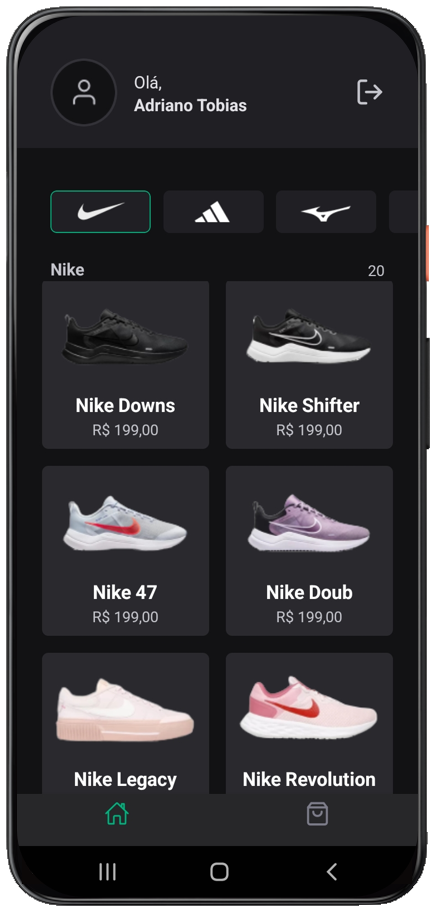 Olá,
Adriano Tobias
Nike
20
Nike Downs
R$ 199,00
Nike Shifter
R$ 199,00
Nike 47
R$ 199,00
Nike Doub
R$ 199,00
Nike Legacy
Nike Revolution